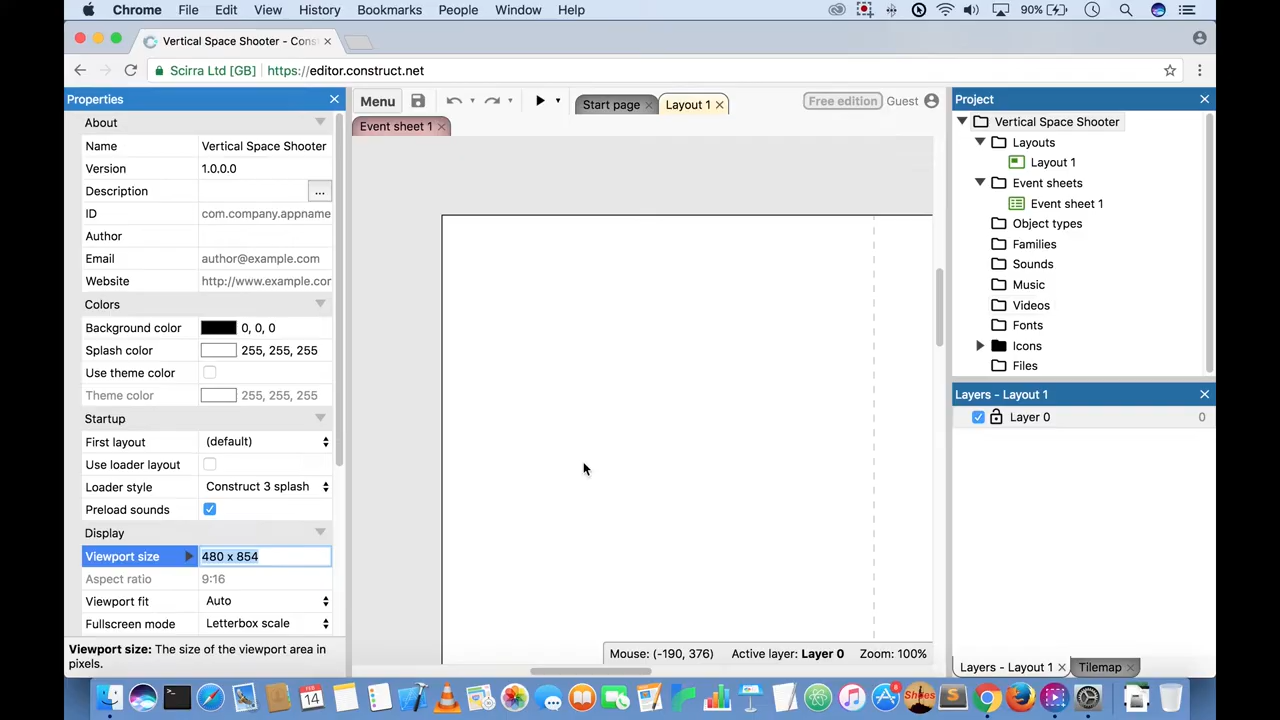 Chrome File Edit View History Bookmarks People Window Help 90%
Vertical Space Shooter - Cons
Scirra Ltd [GB] https://editor.construct.net
Properties
Menu
Start page
Layout 1
Free edition
Guest
Project
Event sheet 1
About
Name Vertical Space Shooter
Version 1.0.0.0
Description ...
ID com.company.appname
Author
Email author@example.com
Website http://www.example.cor
Colors
Background color 0, 0, 0
Splash color 255, 255, 255
Use theme color
Theme color 255, 255, 255
Startup
First layout (default)
Use loader layout
Loader style Construct 3 splash
Preload sounds
Display
Viewport size 480 x 854
Aspect ratio 9:16
Viewport fit Auto
Fullscreen mode Letterbox scale
Viewport size: The size of the viewport area in
pixels.
Mouse: (-190, 376) Active layer: Layer 0 Zoom: 100%
Vertical Space Shooter
Layouts
Layout 1
Event sheets
Event sheet 1
Object types
Families
Sounds
Music
Videos
Fonts
Icons
Files
Layers - Layout 1
Layer 0 0
Layers - Layout 1
Tilemap
FEB
14
Shoes